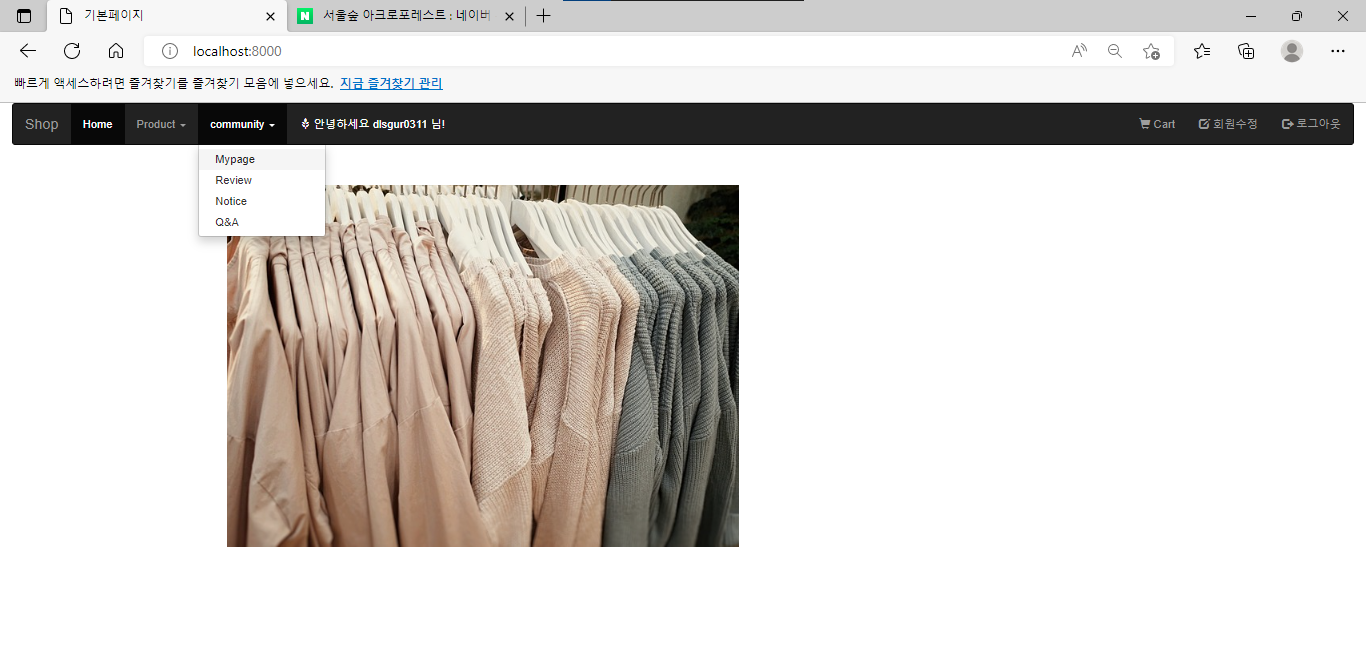 기본페이지
서울숲 아크로포레스트 : 네이버
localhost:8000
빠르게 액세스하려면 즐겨찾기를 즐겨찾기 모음에 넣으세요. 지금 즐겨찾기 관리
Shop Home Product community 안녕하세요 dlsgur0311 님! Cart 회원수정 로그아웃
Mypage
Review
Notice
Q&A